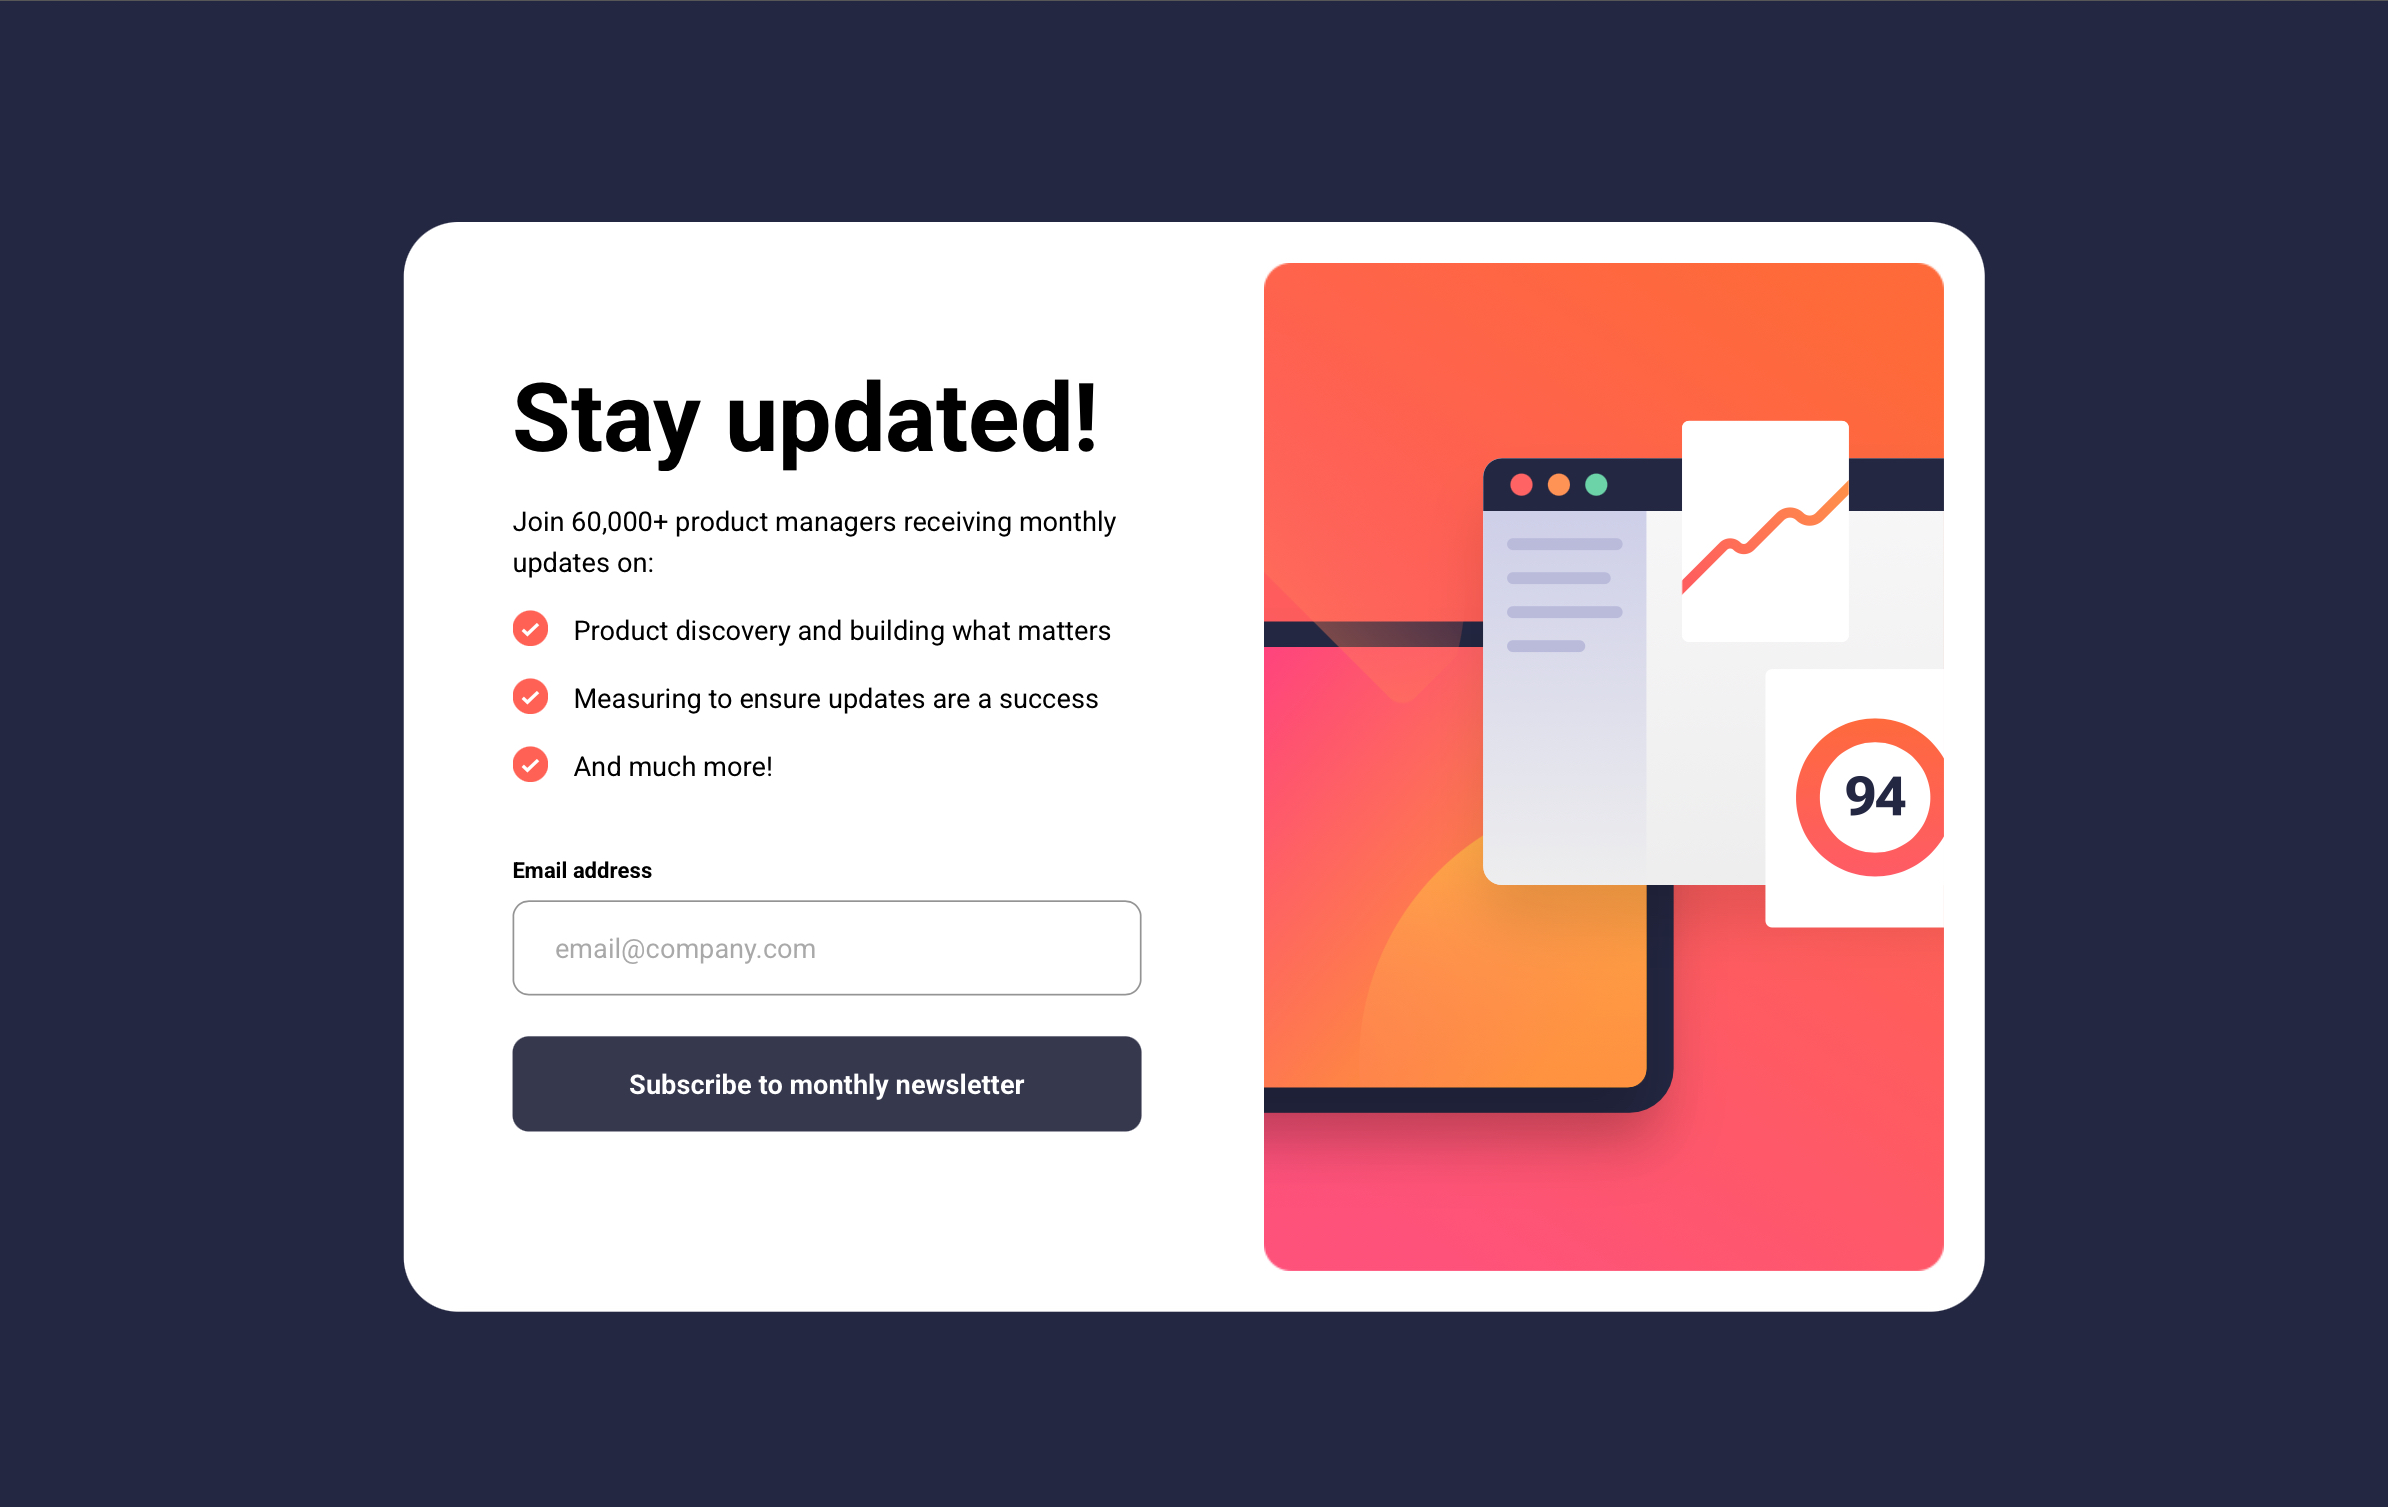 Stay updated!
Join 60,000+ product managers receiving monthly
updates on:
Product discovery and building what matters
Measuring to ensure updates are a success
And much more!
Email address
email@company.com
Subscribe to monthly newsletter
94